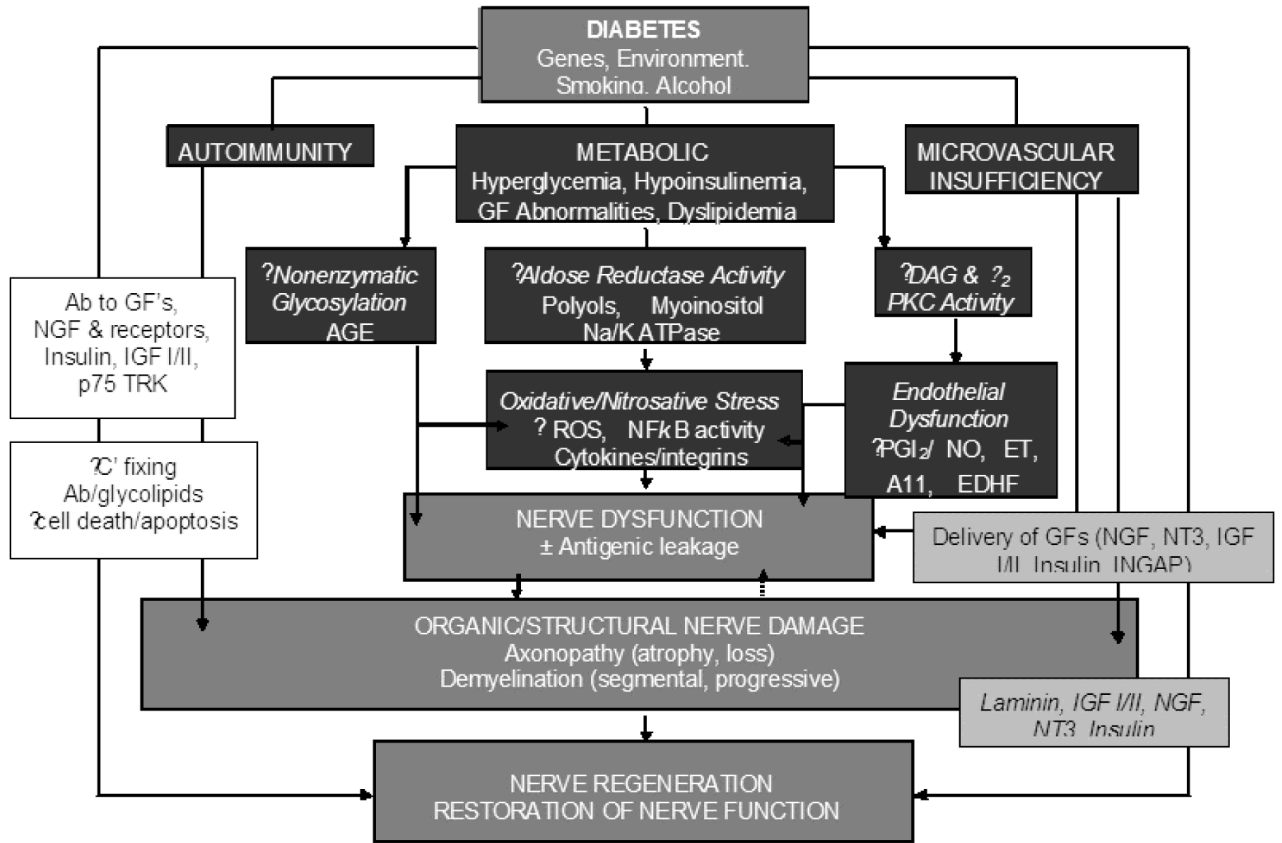 DIABETES
Genes, Environment.
Smoking. Alcohol
AUTOIMMUNITY
METABOLIC
Hyperglycemia, Hypoinsulinemia,
GF Abnormalities, Dyslipidemia
MICROVASCULAR
INSUFFICIENCY
?Nonenzymatic
Glycosylation
AGE
?Aldose Reductase Activity
Polyols, Myoinositol
Na/K ATPase
?DAG & ?₂
PKC Activity
Ab to GF's,
NGF & receptors,
Insulin, IGF I/II,
p75 TRK
Oxidative/Nitrosative Stress
? ROS, NFkB activity
Cytokines/integrins
Endothelial
Dysfunction
?PGI₂/ NO, ET,
A11, EDHF
?C' fixing
Ab/glycolipids
?cell death/apoptosis
NERVE DYSFUNCTION
± Antigenic leakage
Delivery of GFs (NGF, NT3, IGF
I/II, Insulin, INGAP)
ORGANIC/STRUCTURAL NERVE DAMAGE
Axonopathy (atrophy, loss)
Demyelination (segmental, progressive)
Laminin, IGF I/II, NGF,
NT3, Insulin
NERVE REGENERATION
RESTORATION OF NERVE FUNCTION